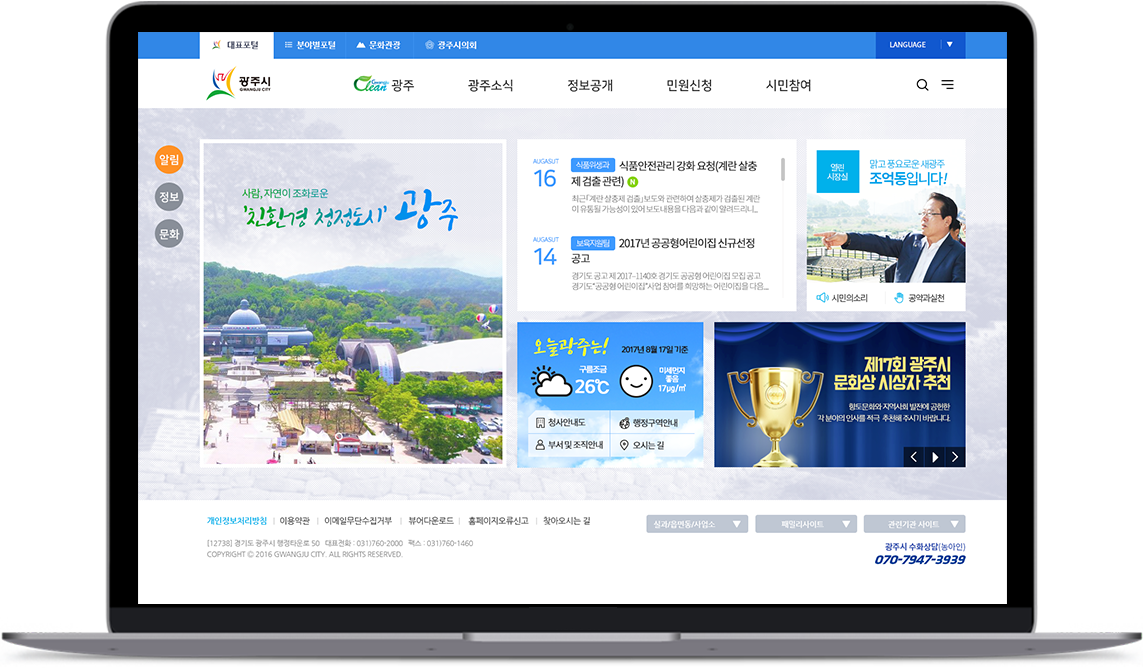 대표포털
분야별포털
문화관광
광주시의회
LANGUAGE ▼
광주시
GWANGJU CITY
Clean 광주
광주소식
정보공개
민원신청
시민참여
알림
정보
문화
사람, 자연이 조화로운
'친환경 청정도시' 광주
AUGASUT
16
식품위생과 식품안전관리 강화 요청(계란 살충
제 검출 관련) N
최근「계란 살충제 검출」보도와 관련하여 살충제가 검출된 계란
이 유통될 가능성이 있어 보도내용을 다음과 같이 알려드리니...
AUGASUT
14
보육지원팀 2017년 공공형어린이집 신규선정
공고
경기도 공고 제 2017-1140호 경기도 공공형 어린이집 모집 공고
경기도"공공형 어린이집"사업 참여를 희망하는 어린이집을 다음...
열린
시장실
맑고 풍요로운 새광주
조억동입니다!
시민의소리
공약과실천
오늘광주는!
2017년 8월 17일 기준
구름조금
26℃
미세먼지
좋음
17㎍/㎥
청사안내도
행정구역안내
부서 및 조직안내
오시는 길
제17회 광주시
문화상 시상자 추천
향토문화와 지역사회 발전에 공헌한
각 분야의 인사를 적극 추천해 주시기 바랍니다.
개인정보처리방침 | 이용약관 | 이메일무단수집거부 | 뷰어다운로드 | 홈페이지오류신고 | 찾아오시는 길
[12738] 경기도 광주시 행정타운로 50 대표전화 : 031)760-2000 팩스 : 031)760-1460
COPYRIGHT ⓒ 2016 GWANGJU CITY. ALL RIGHTS RESERVED.
실과/읍면동/사업소 ▼
패밀리사이트 ▼
관련기관 사이트 ▼
광주시 수화상담(농아인)
070-7947-3939